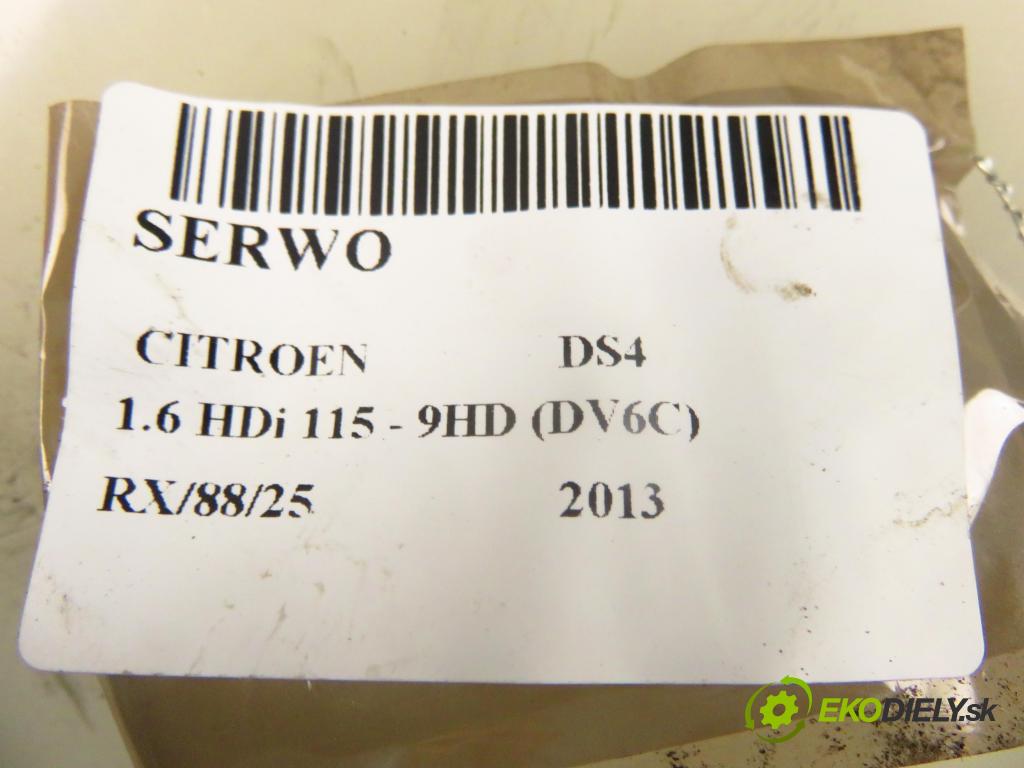 SERWO
CITROEN DS4
1.6 HDi 115 - 9HD (DV6C)
RX/88/25 2013
EKODIELY.sk